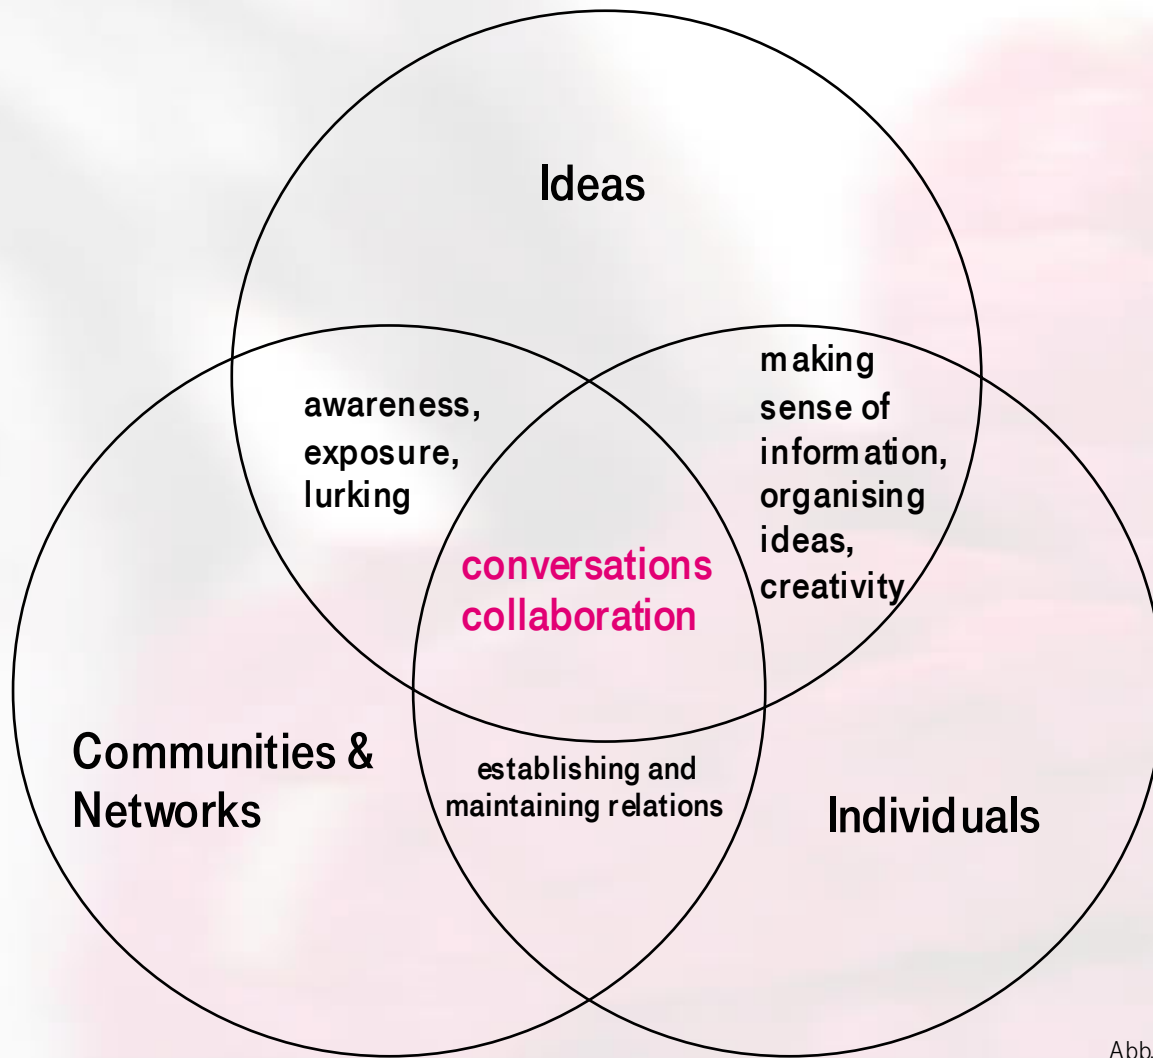 Ideas
awareness,
exposure,
lurking
making
sense of
information,
organising
ideas,
creativity
conversations
collaboration
Communities &
Networks
establishing and
maintaining relations
Individuals
Abb.